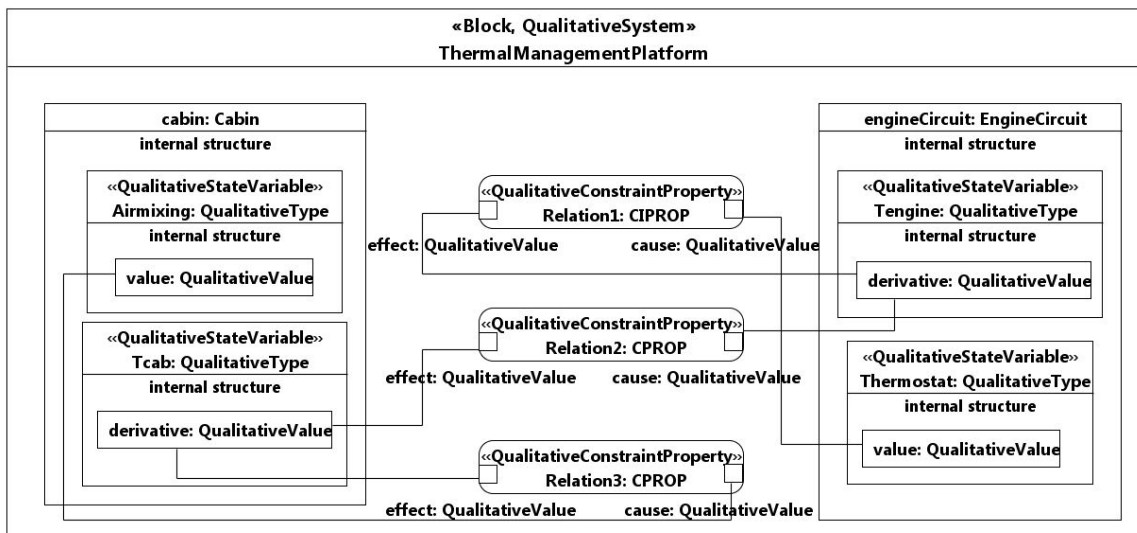 «Block, QualitativeSystem»
ThermalManagementPlatform
cabin: Cabin
internal structure
«QualitativeStateVariable»
Airmixing: QualitativeType
internal structure
value: QualitativeValue
«QualitativeStateVariable»
Tcab: QualitativeType
internal structure
derivative: QualitativeValue
«QualitativeConstraintProperty»
Relation1: CIPROP
effect: QualitativeValue
cause: QualitativeValue
«QualitativeConstraintProperty»
Relation2: CPROP
effect: QualitativeValue
cause: QualitativeValue
«QualitativeConstraintProperty»
Relation3: CPROP
effect: QualitativeValue
cause: QualitativeValue
engineCircuit: EngineCircuit
internal structure
«QualitativeStateVariable»
Tengine: QualitativeType
internal structure
derivative: QualitativeValue
«QualitativeStateVariable»
Thermostat: QualitativeType
internal structure
value: QualitativeValue